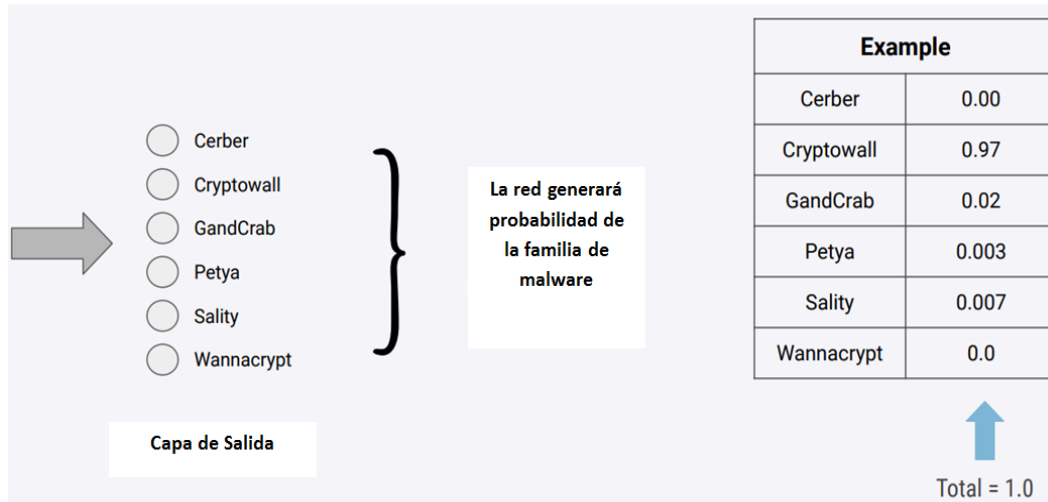 Cerber
Cryptowall
GandCrab
Petya
Sality
Wannacrypt
Capa de Salida
La red generará
probabilidad de
la familia de
malware
Example
Cerber 0.00
Cryptowall 0.97
GandCrab 0.02
Petya 0.003
Sality 0.007
Wannacrypt 0.0
Total = 1.0